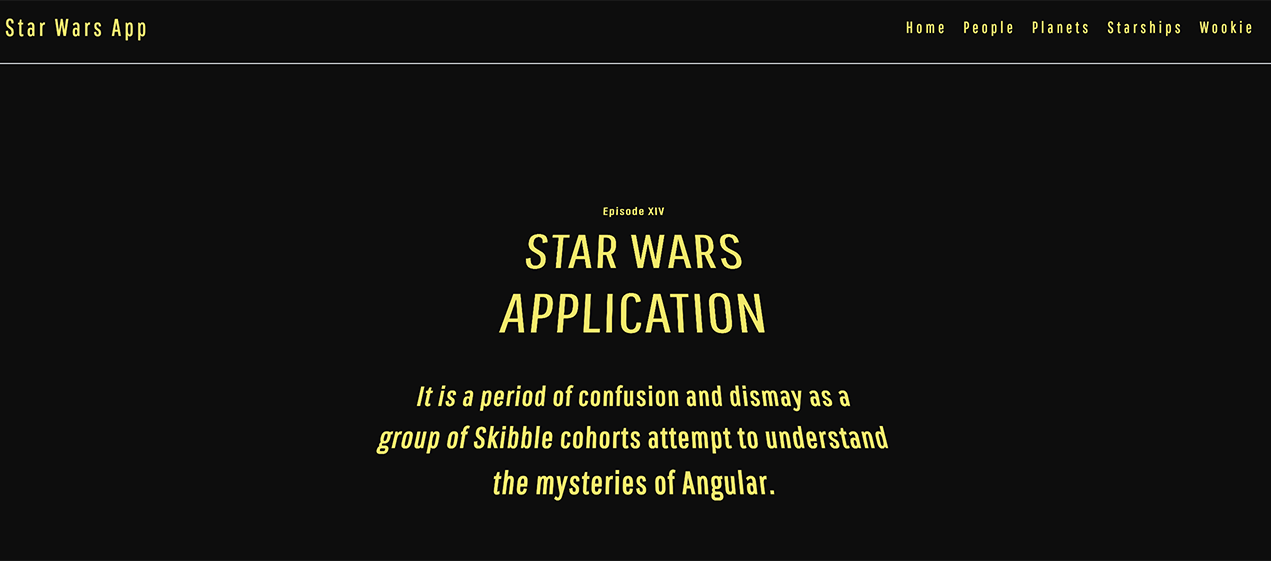 Star Wars App
Home People Planets Starships Wookie
Episode XIV
STAR WARS
APPLICATION
It is a period of confusion and dismay as a
group of Skibble cohorts attempt to understand
the mysteries of Angular.